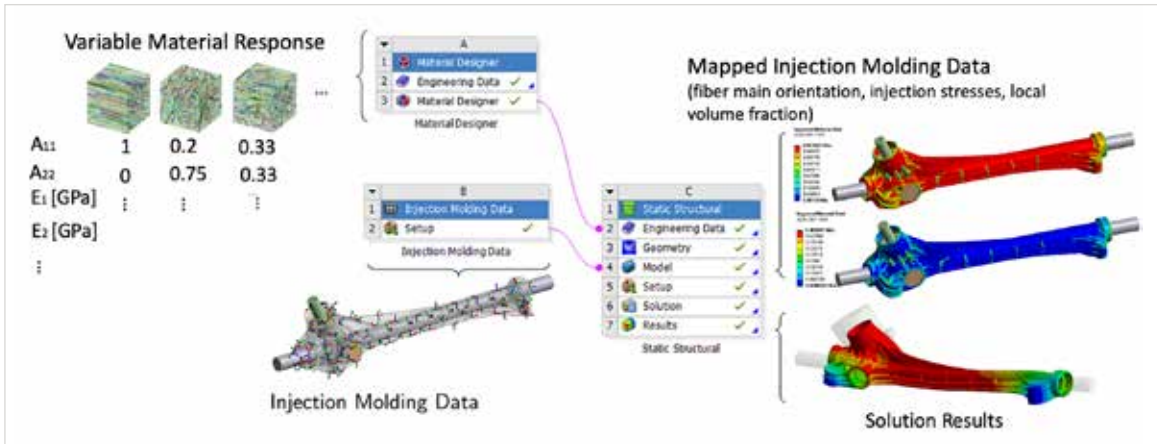 Variable Material Response
...
A11 1 0.2 0.33
A22 0 0.75 0.33
E1 [GPa] ⋮ ⋮ ⋮
E2 [GPa]
⋮
A
1 Material Designer
2 Engineering Data
3 Material Designer
Material Designer
B
1 Injection Molding Data
2 Setup
Injection Molding Data
Injection Molding Data
C
1 Static Structural
2 Engineering Data
3 Geometry
4 Model
5 Setup
6 Solution
7 Results
Static Structural
Mapped Injection Molding Data
(fiber main orientation, injection stresses, local
volume fraction)
Solution Results